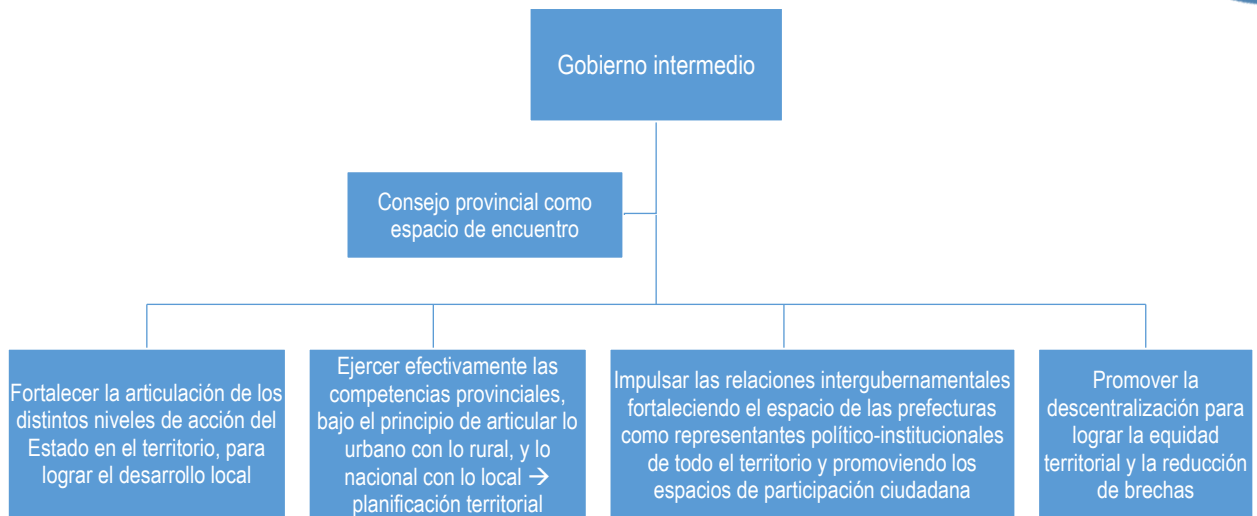 Gobierno intermedio
Consejo provincial como
espacio de encuentro
Fortalecer la articulación de los
distintos niveles de acción del
Estado en el territorio, para
lograr el desarrollo local
Ejercer efectivamente las
competencias provinciales,
bajo el principio de articular lo
urbano con lo rural, y lo
nacional con lo local →
planificación territorial
Impulsar las relaciones intergubernamentales
fortaleciendo el espacio de las prefecturas
como representantes político-institucionales
de todo el territorio y promoviendo los
espacios de participación ciudadana
Promover la
descentralización para
lograr la equidad
territorial y la reducción
de brechas